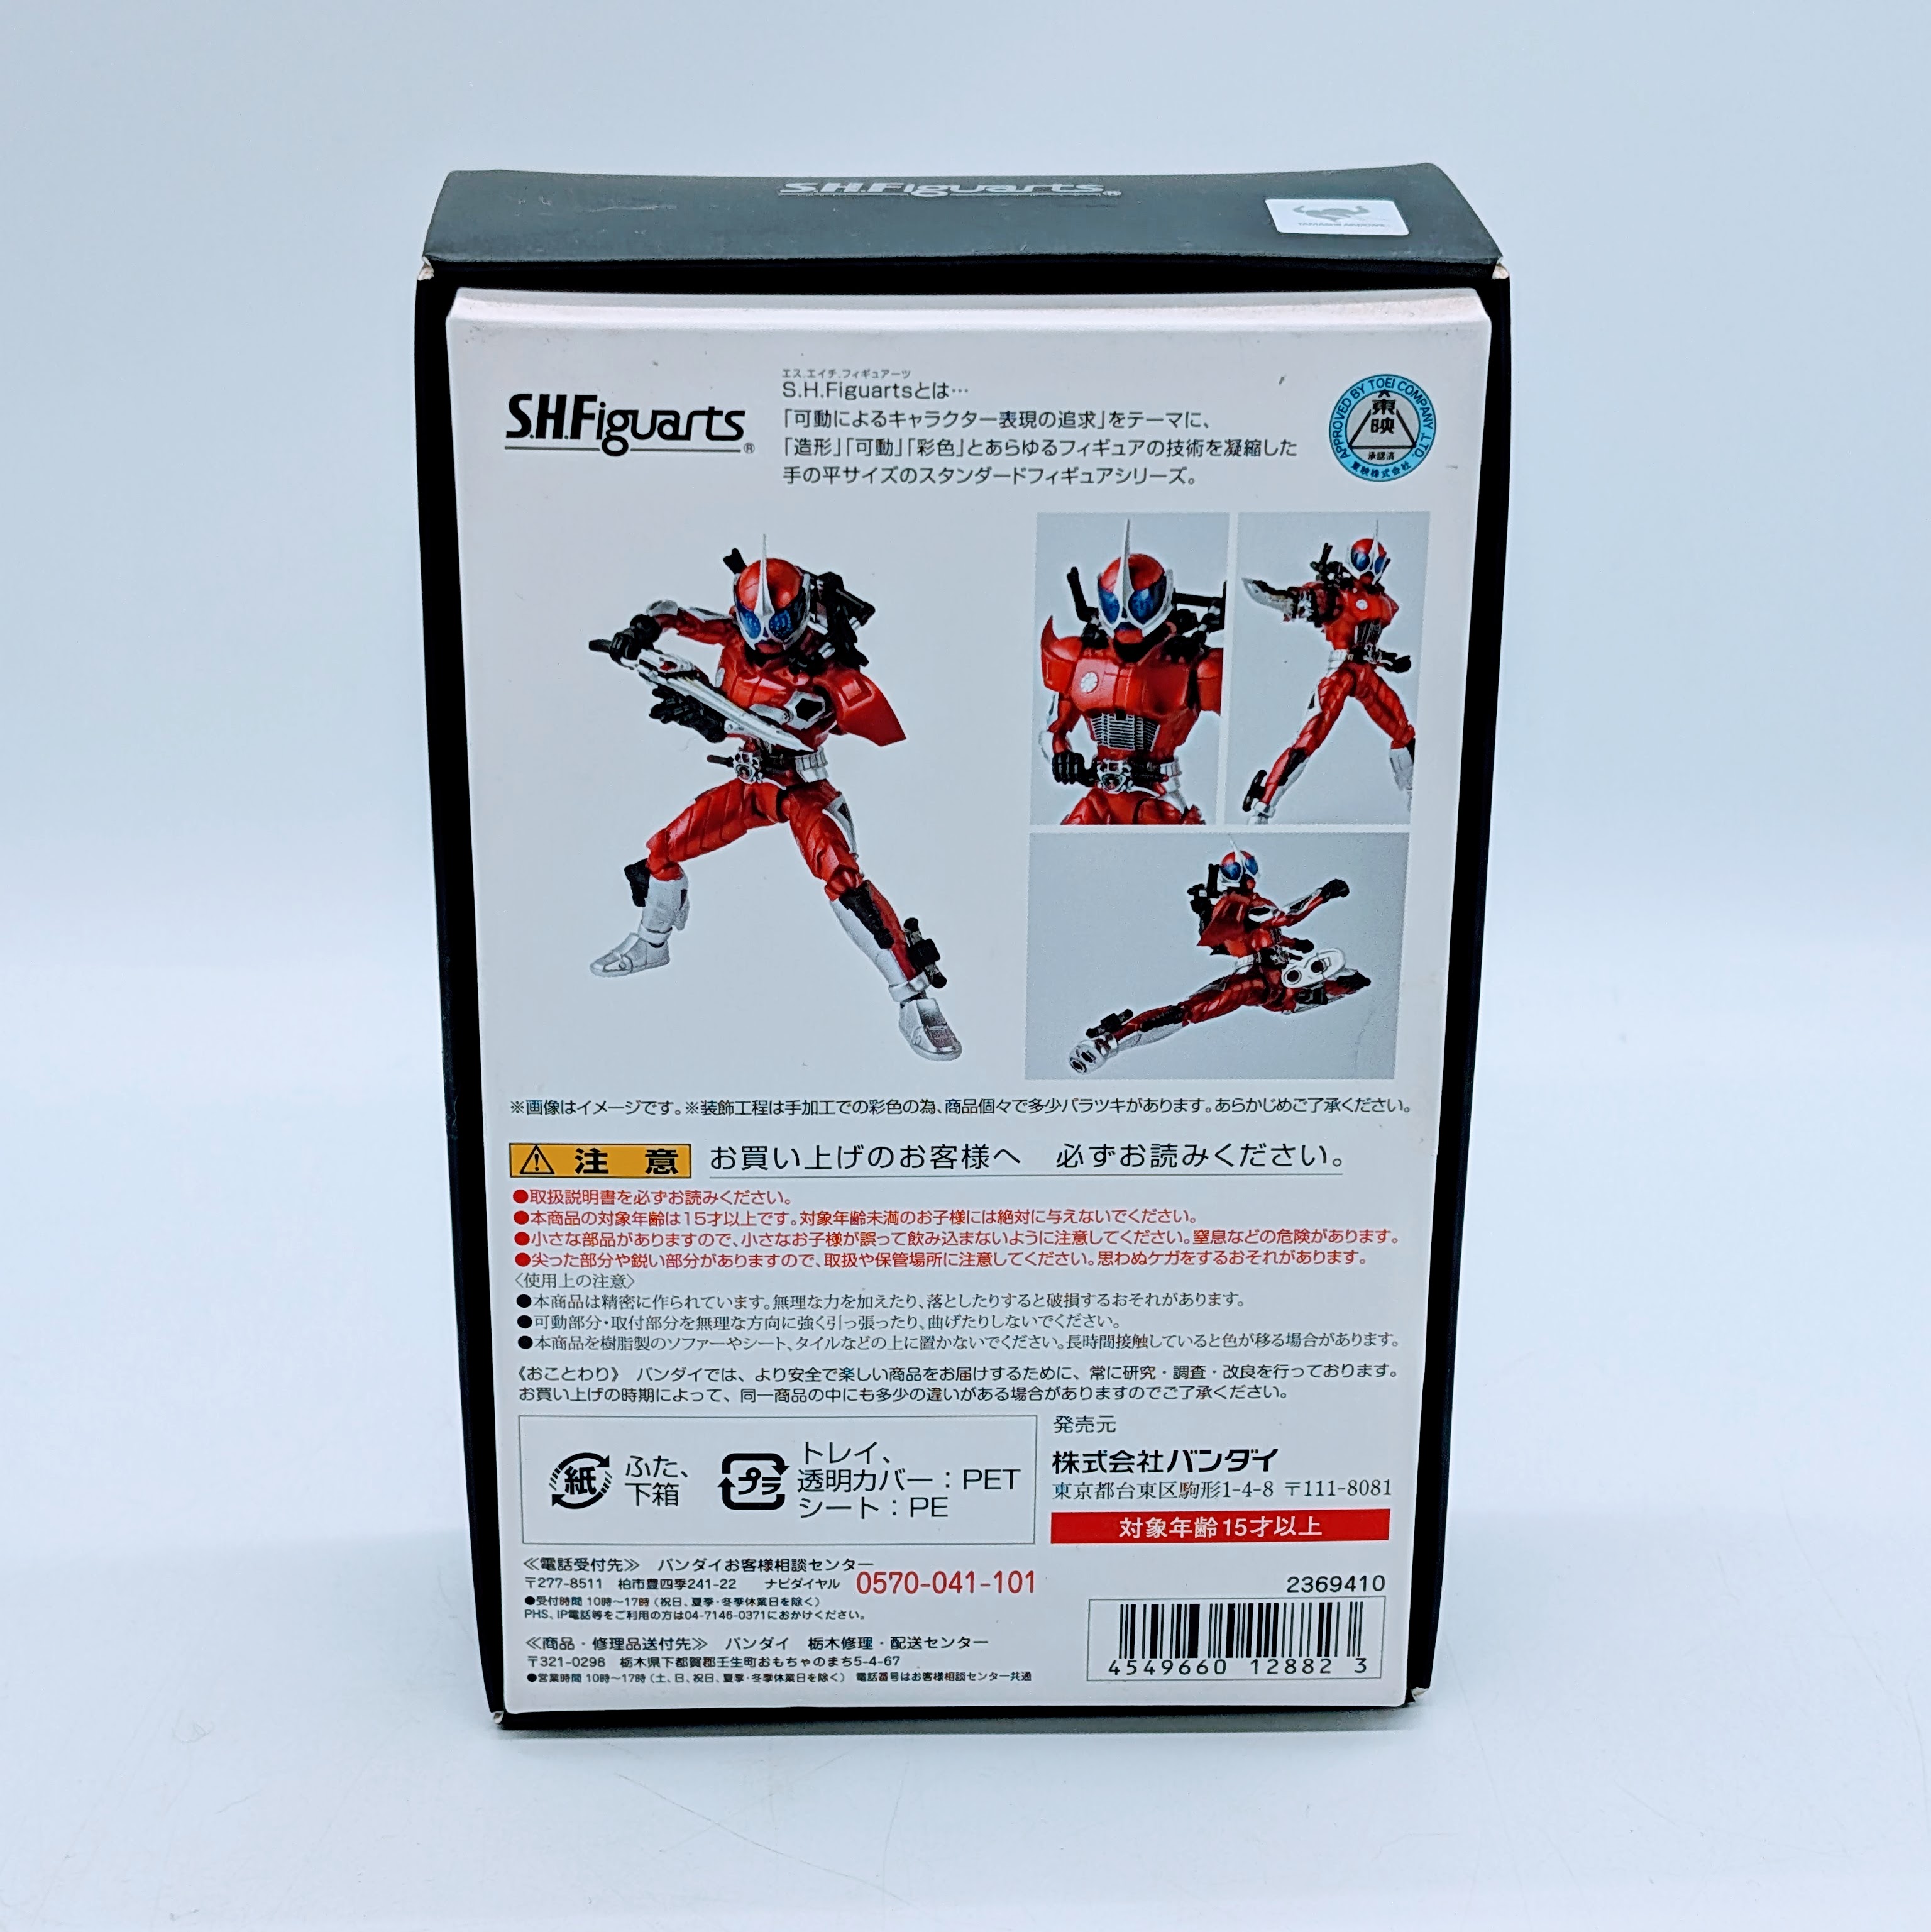 S.H.Figuarts
S.H.Figuarts®
エス.エイチ.フィギュアーツ
S.H.Figuartsとは…
「可動によるキャラクター表現の追求」をテーマに、
「造形」「可動」「彩色」とあらゆるフィギュアの技術を凝縮した
手の平サイズのスタンダードフィギュアシリーズ。
APPROVED BY TOEI COMPANY, LTD.
東映
承認済
東映株式会社
※画像はイメージです。※装飾工程は手加工での彩色の為、商品個々で多少バラツキがあります。あらかじめご了承ください。
注 意 お買い上げのお客様へ 必ずお読みください。
●取扱説明書を必ずお読みください。
●本商品の対象年齢は15才以上です。対象年齢未満のお子様には絶対に与えないでください。
●小さな部品がありますので、小さなお子様が誤って飲み込まないように注意してください。窒息などの危険があります。
●尖った部分や鋭い部分がありますので、取扱や保管場所に注意してください。思わぬケガをするおそれがあります。
〈使用上の注意〉
●本商品は精密に作られています。無理な力を加えたり、落としたりすると破損するおそれがあります。
●可動部分・取付部分を無理な方向に強く引っ張ったり、曲げたりしないでください。
●本商品を樹脂製のソファーやシート、タイルなどの上に置かないでください。長時間接触していると色が移る場合があります。
《おことわり》 バンダイでは、より安全で楽しい商品をお届けするために、常に研究・調査・改良を行っております。
お買い上げの時期によって、同一商品の中にも多少の違いがある場合がありますのでご了承ください。
紙 ふた、
下箱
プラ トレイ、
透明カバー：PET
シート：PE
発売元
株式会社バンダイ
東京都台東区駒形1-4-8 〒111-8081
対象年齢15才以上
≪電話受付先≫ バンダイお客様相談センター
〒277-8511 柏市豊四季241-22 ナビダイヤル 0570-041-101
●受付時間 10時〜17時（祝日、夏季・冬季休業日を除く）
PHS、IP電話等をご利用の方は04-7146-0371におかけください。
≪商品・修理品送付先≫ バンダイ 栃木修理・配送センター
〒321-0298 栃木県下都賀郡壬生町おもちゃのまち5-4-67
●営業時間 10時〜17時（土、日、祝日、夏季・冬季休業日を除く） 電話番号はお客様相談センター共通
2369410
4549660 12882 3